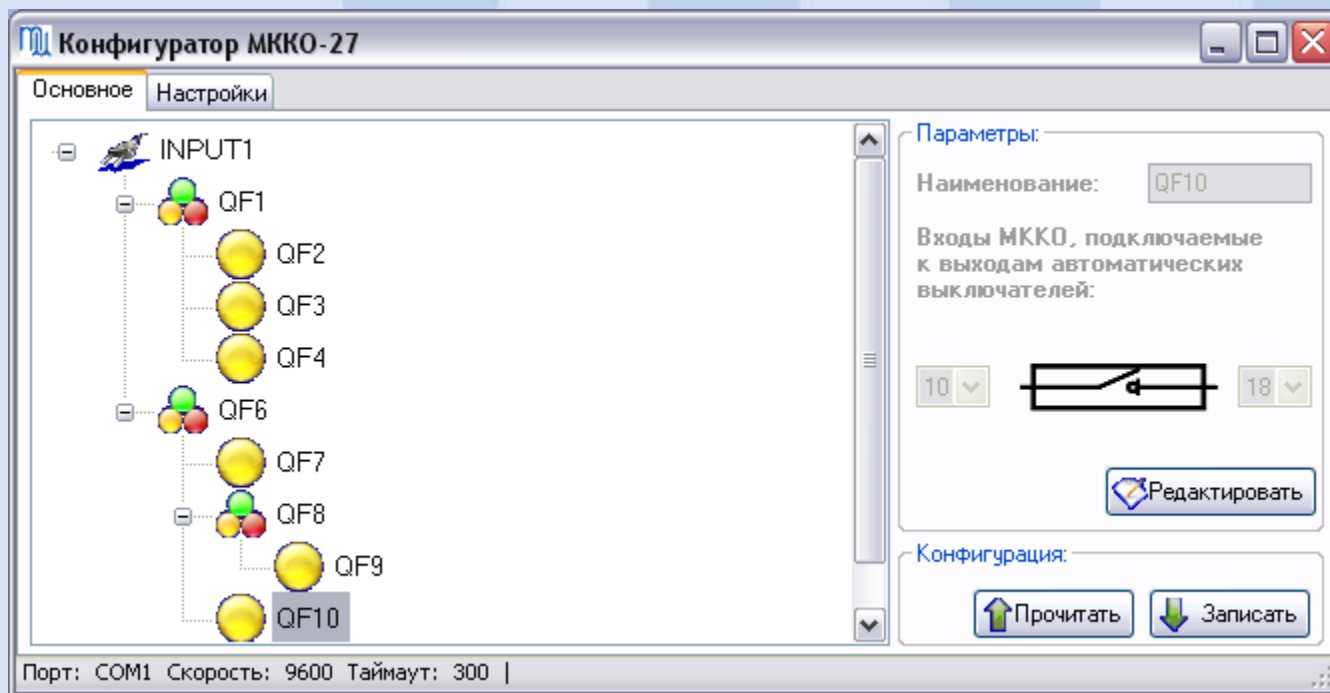 Конфигуратор МККО-27
Основное Настройки
INPUT1
QF1
QF2
QF3
QF4
QF6
QF7
QF8
QF9
QF10
Параметры:
Наименование: QF10
Входы МККО, подключаемые
к выходам автоматических
выключателей:
10 18
Редактировать
Конфигурация:
Прочитать Записать
Порт: COM1 Скорость: 9600 Таймаут: 300 |